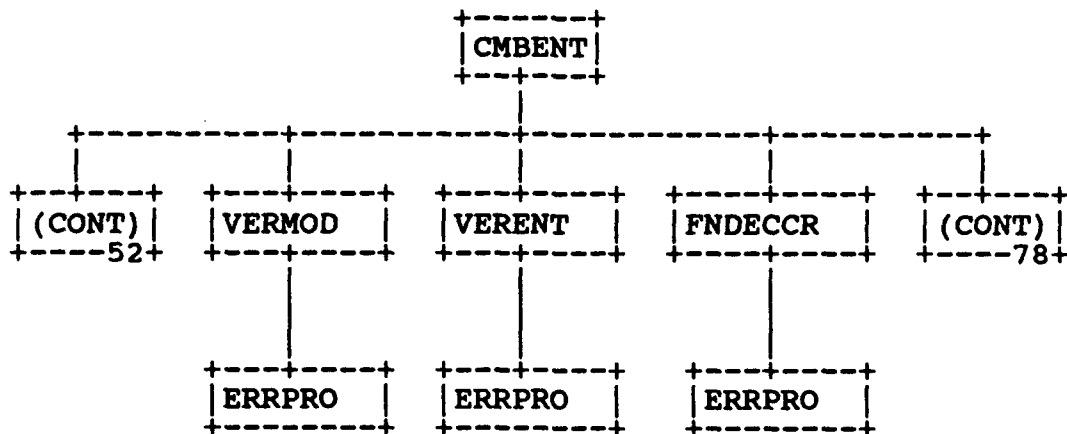 CMBENT
(CONT) VERMOD VERENT FNDECCR (CONT)
52 78
ERRPRO ERRPRO ERRPRO